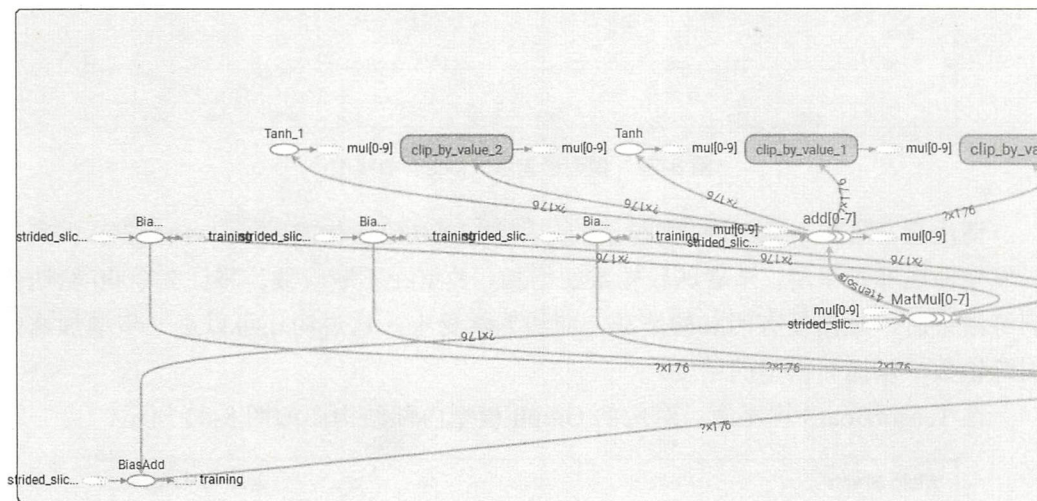 Tanh_1
mul[0-9]
clip_by_value_2
mul[0-9]
Tanh
mul[0-9]
clip_by_value_1
mul[0-9]
clip_by_va
?x176
?x176
?x176
?x176
?x176
strided_slic...
Bia...
training
strided_slic...
Bia...
training
strided_slic...
Bia...
training
mul[0-9]
strided_slic...
add[0-7]
mul[0-9]
?x176
?x176
?x176
4 tensors
MatMul[0-7]
mul[0-9]
strided_slic...
?x176
?x176
?x176
?x176
?x176
strided_slic...
BiasAdd
training